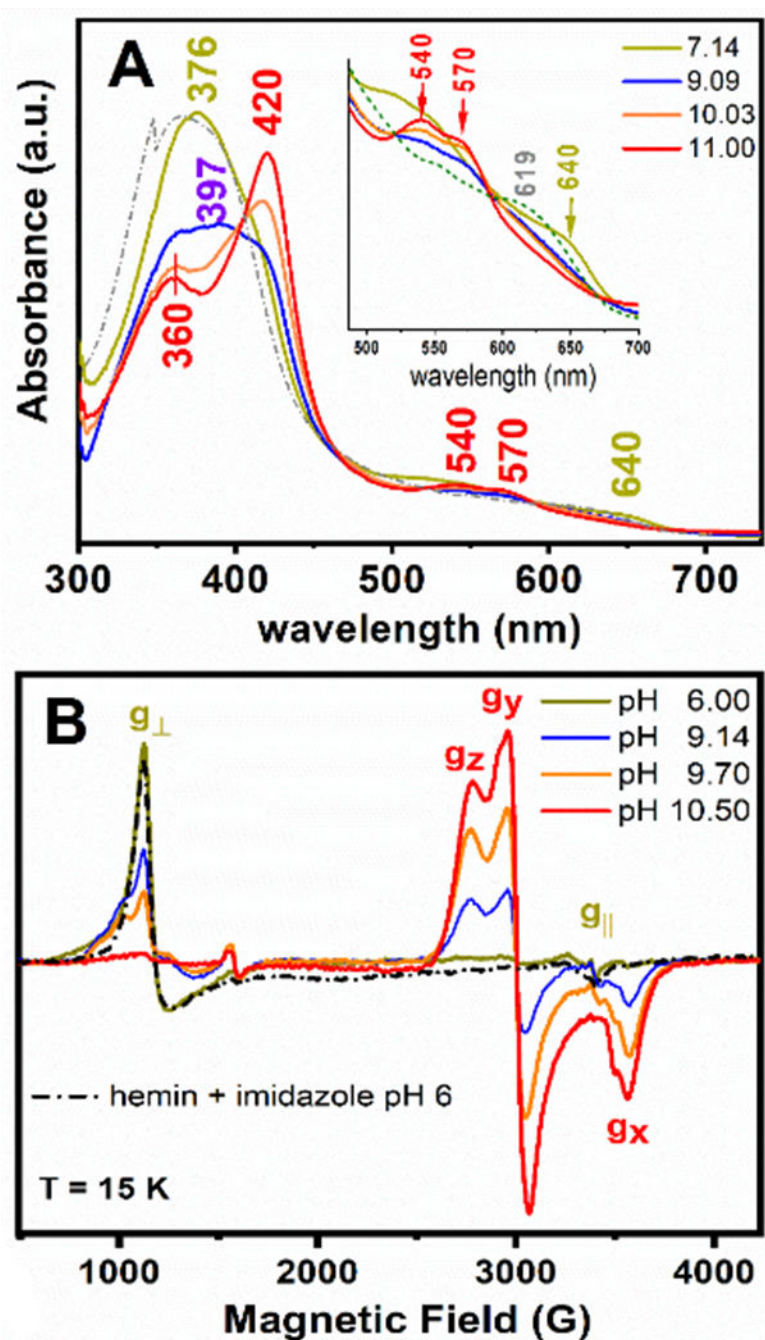 A
376
397
420
360
540
570
640
540
570
619
640
7.14
9.09
10.03
11.00
500
550
600
650
700
wavelength (nm)
Absorbance (a.u.)
300
400
500
600
700
wavelength (nm)
B
g⊥
gz
gy
g||
gx
pH 6.00
pH 9.14
pH 9.70
pH 10.50
hemin + imidazole pH 6
T = 15 K
1000
2000
3000
4000
Magnetic Field (G)